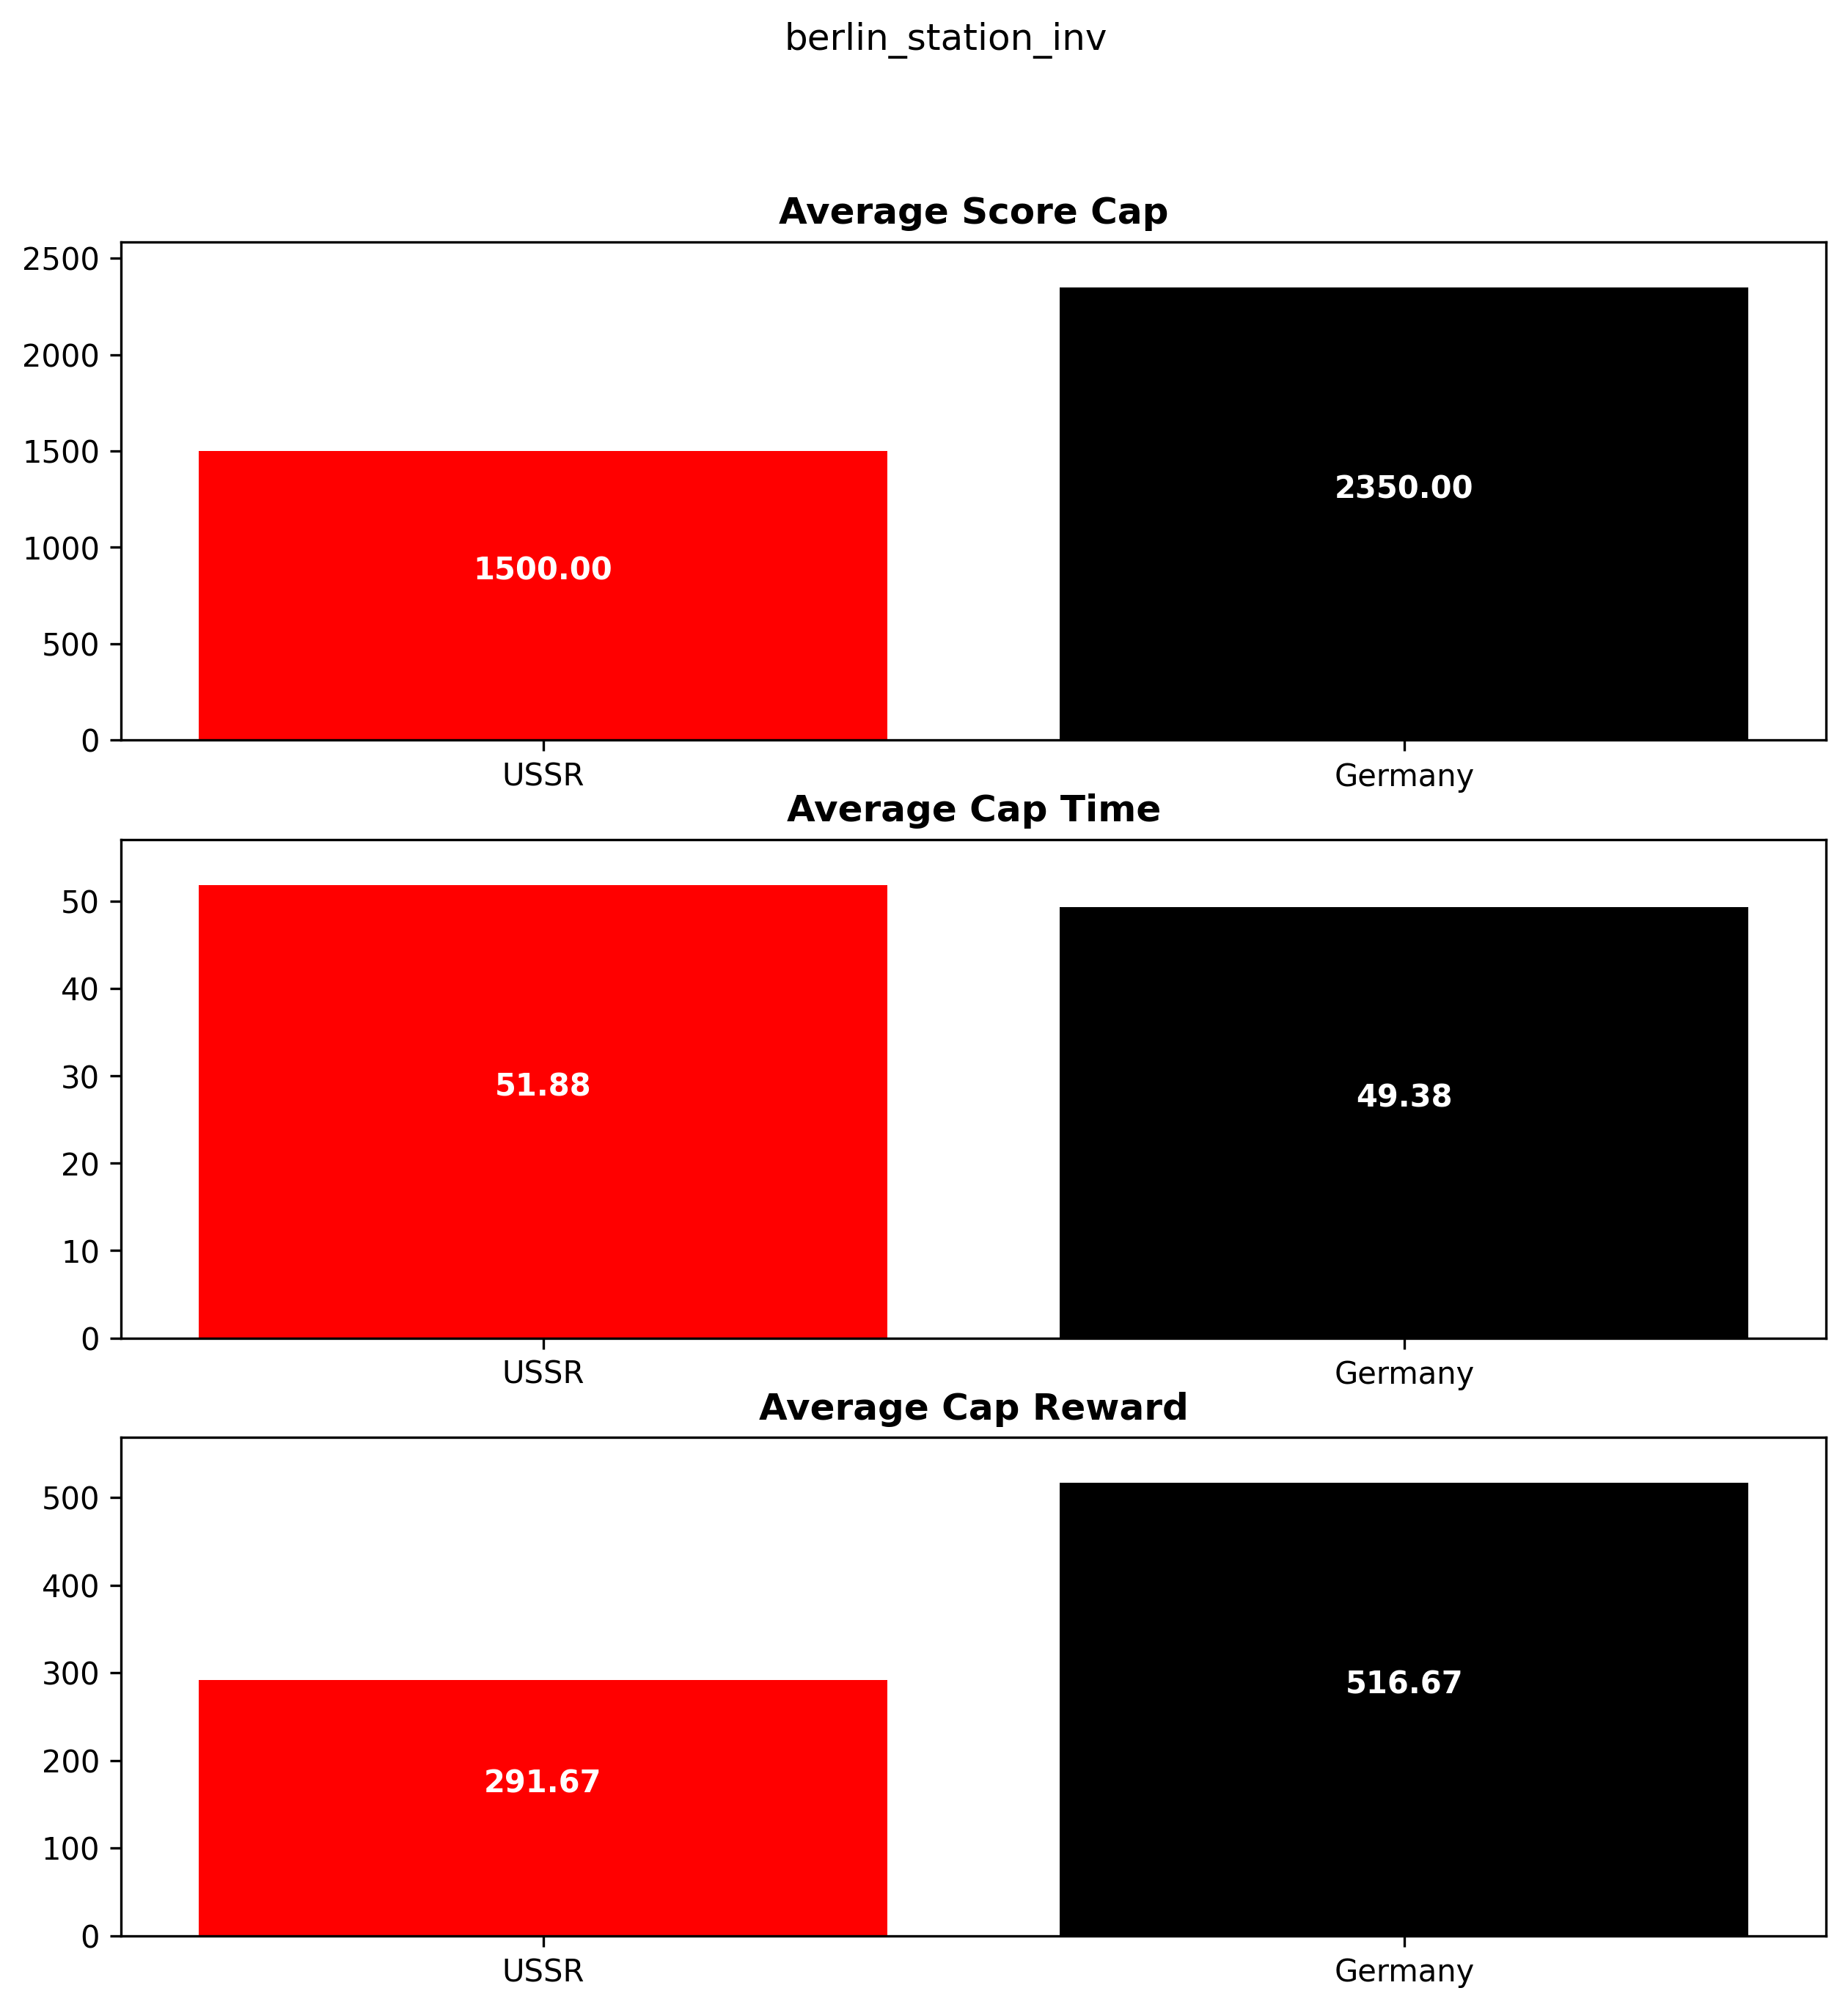 berlin_station_inv
Average Score Cap
2500
2000
1500
1000
500
0
1500.00
2350.00
USSR
Germany
Average Cap Time
50
40
30
20
10
0
51.88
49.38
USSR
Germany
Average Cap Reward
500
400
300
200
100
0
291.67
516.67
USSR
Germany